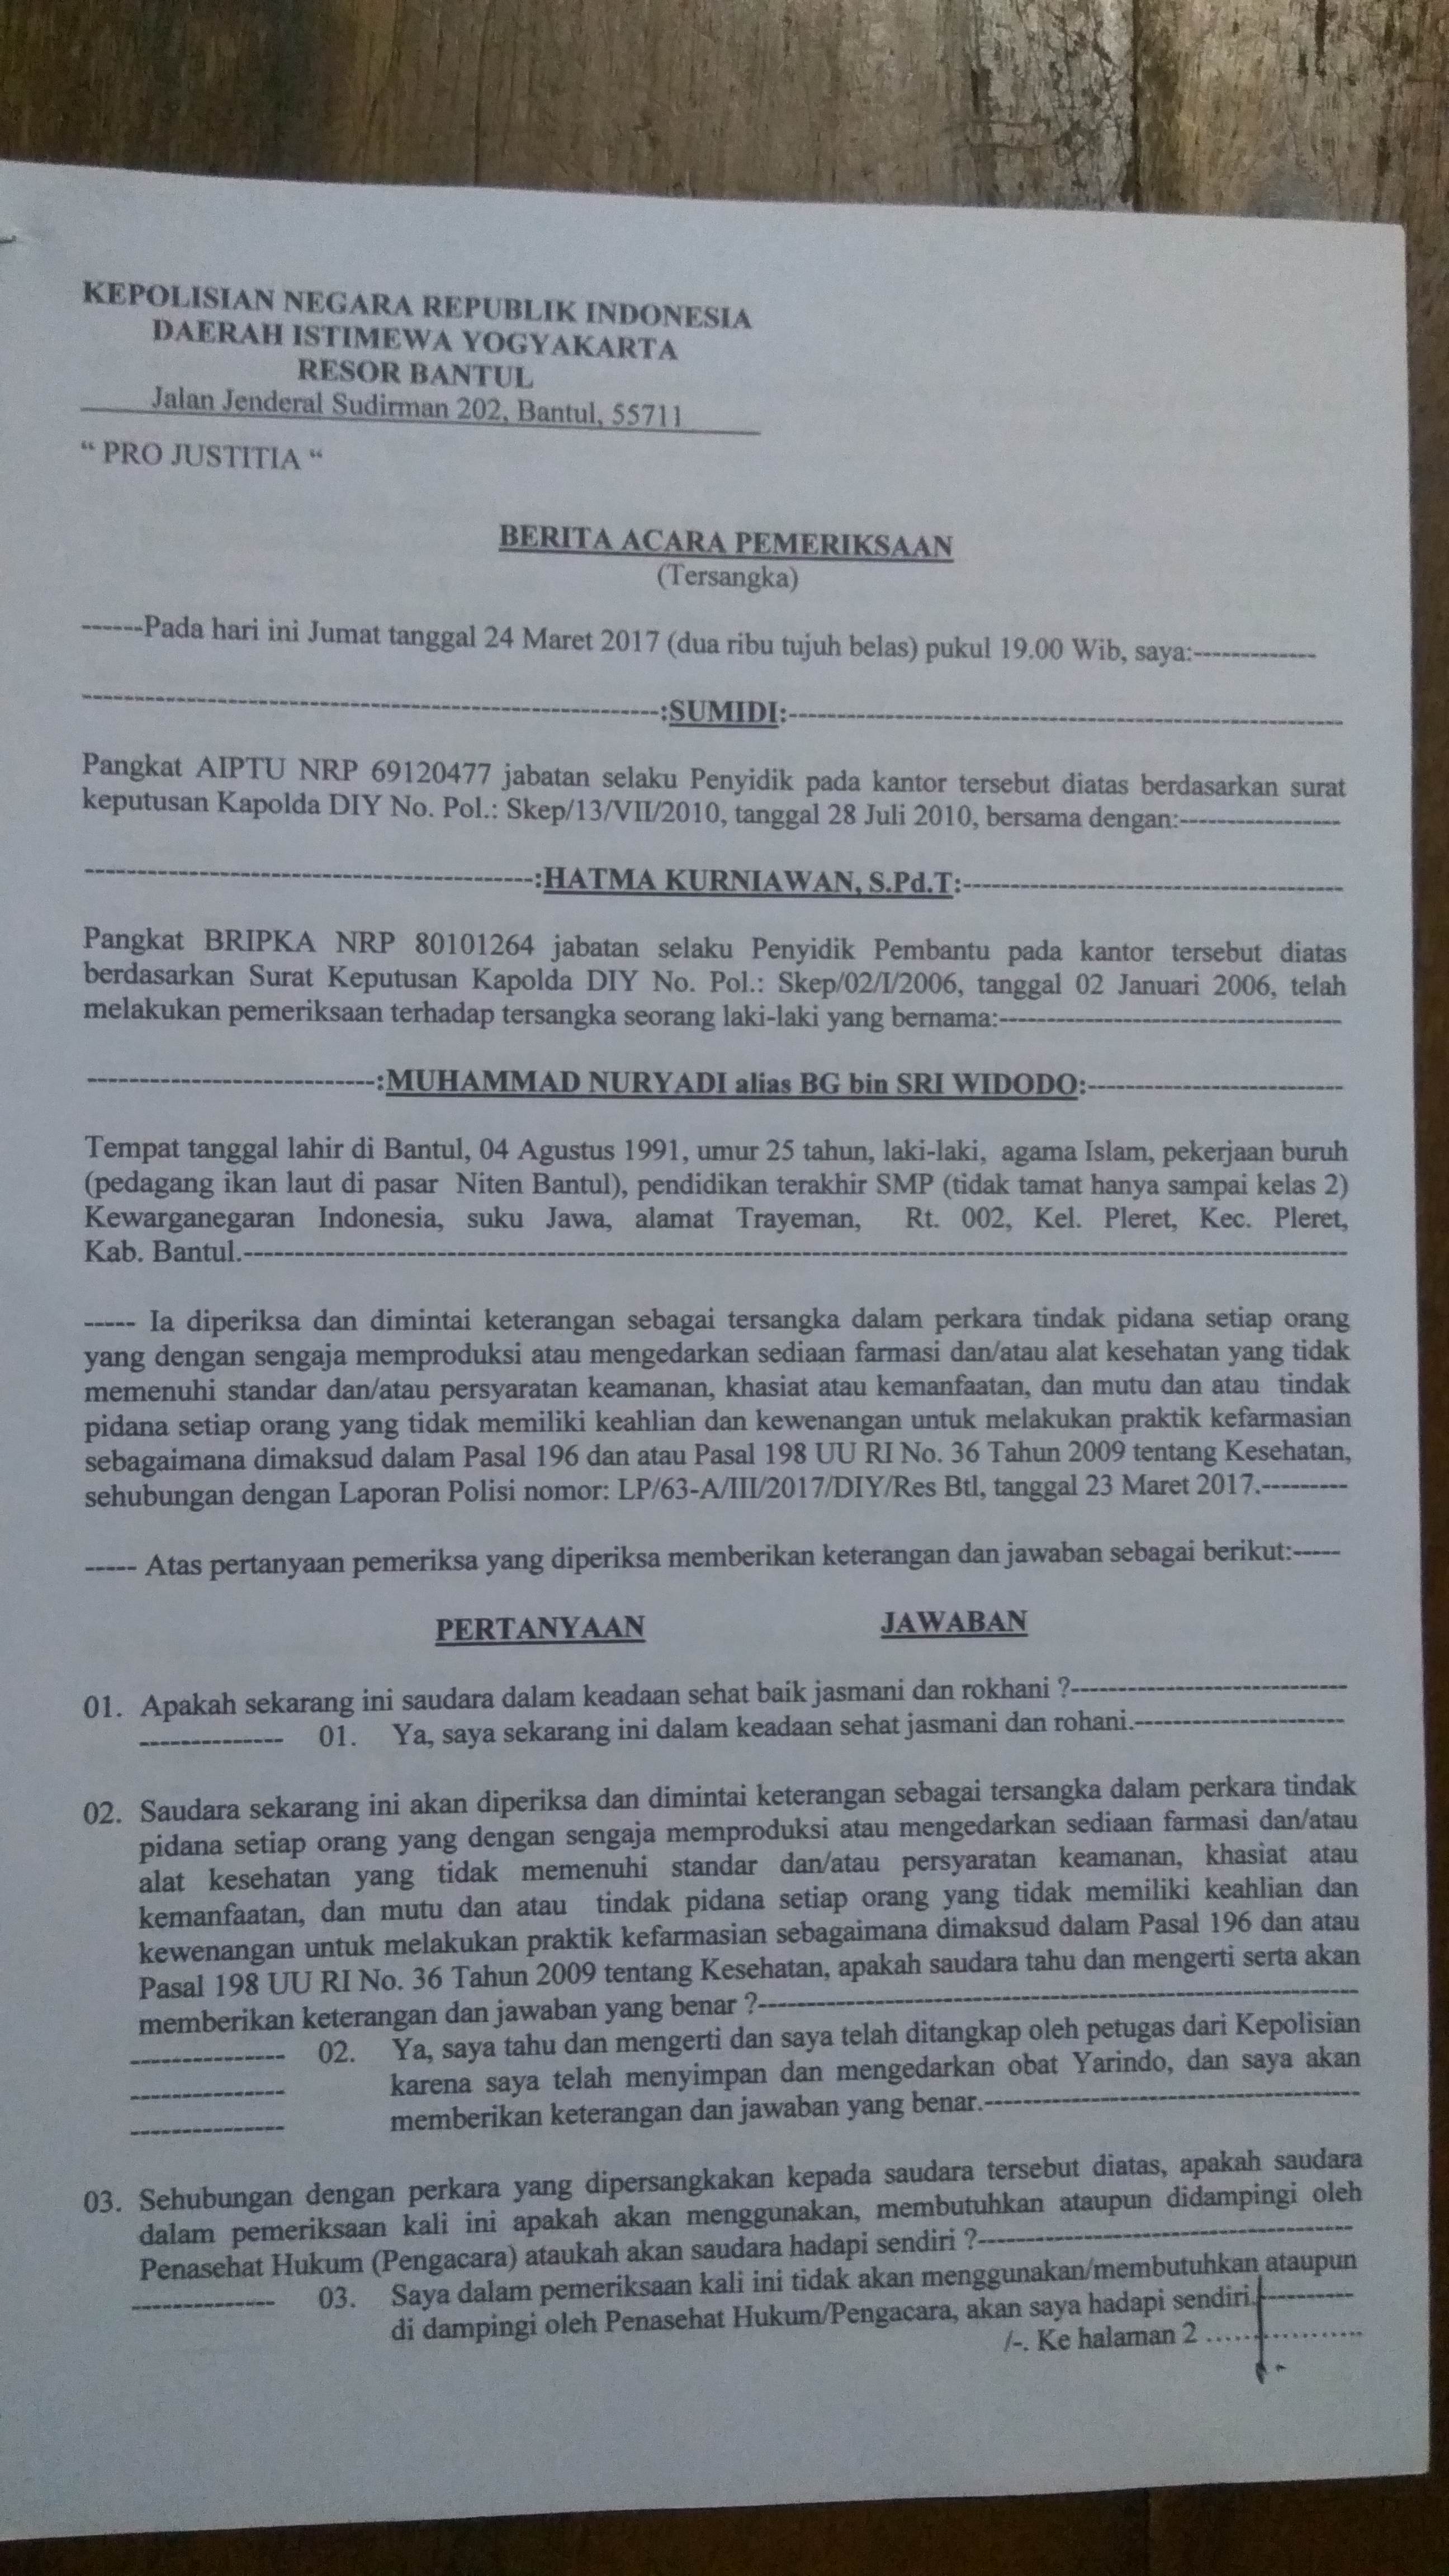 KEPOLISIAN NEGARA REPUBLIK INDONESIA
DAERAH ISTIMEWA YOGYAKARTA
RESOR BANTUL
Jalan Jenderal Sudirman 202, Bantul, 55711
“ PRO JUSTITIA “
BERITA ACARA PEMERIKSAAN
(Tersangka)
------Pada hari ini Jumat tanggal 24 Maret 2017 (dua ribu tujuh belas) pukul 19.00 Wib, saya:-------------
------------------------------------------------------------:SUMIDI:------------------------------------------------------------
Pangkat AIPTU NRP 69120477 jabatan selaku Penyidik pada kantor tersebut diatas berdasarkan surat
keputusan Kapolda DIY No. Pol.: Skep/13/VII/2010, tanggal 28 Juli 2010, bersama dengan:-----------------
----------------------------------------------:HATMA KURNIAWAN, S.Pd.T:----------------------------------------
Pangkat BRIPKA NRP 80101264 jabatan selaku Penyidik Pembantu pada kantor tersebut diatas
berdasarkan Surat Keputusan Kapolda DIY No. Pol.: Skep/02/I/2006, tanggal 02 Januari 2006, telah
melakukan pemeriksaan terhadap tersangka seorang laki-laki yang bernama:------------------------------------
-----------------------------:MUHAMMAD NURYADI alias BG bin SRI WIDODO:--------------------------
Tempat tanggal lahir di Bantul, 04 Agustus 1991, umur 25 tahun, laki-laki, agama Islam, pekerjaan buruh
(pedagang ikan laut di pasar Niten Bantul), pendidikan terakhir SMP (tidak tamat hanya sampai kelas 2)
Kewarganegaran Indonesia, suku Jawa, alamat Trayeman, Rt. 002, Kel. Pleret, Kec. Pleret,
Kab. Bantul.--------------------------------------------------------------------------------------------------------------
----- Ia diperiksa dan dimintai keterangan sebagai tersangka dalam perkara tindak pidana setiap orang
yang dengan sengaja memproduksi atau mengedarkan sediaan farmasi dan/atau alat kesehatan yang tidak
memenuhi standar dan/atau persyaratan keamanan, khasiat atau kemanfaatan, dan mutu dan atau tindak
pidana setiap orang yang tidak memiliki keahlian dan kewenangan untuk melakukan praktik kefarmasian
sebagaimana dimaksud dalam Pasal 196 dan atau Pasal 198 UU RI No. 36 Tahun 2009 tentang Kesehatan,
sehubungan dengan Laporan Polisi nomor: LP/63-A/III/2017/DIY/Res Btl, tanggal 23 Maret 2017.---------
----- Atas pertanyaan pemeriksa yang diperiksa memberikan keterangan dan jawaban sebagai berikut:-----
PERTANYAAN JAWABAN
01. Apakah sekarang ini saudara dalam keadaan sehat baik jasmani dan rokhani ?----------------------------
-------------- 01. Ya, saya sekarang ini dalam keadaan sehat jasmani dan rohani.---------------------
02. Saudara sekarang ini akan diperiksa dan dimintai keterangan sebagai tersangka dalam perkara tindak
pidana setiap orang yang dengan sengaja memproduksi atau mengedarkan sediaan farmasi dan/atau
alat kesehatan yang tidak memenuhi standar dan/atau persyaratan keamanan, khasiat atau
kemanfaatan, dan mutu dan atau tindak pidana setiap orang yang tidak memiliki keahlian dan
kewenangan untuk melakukan praktik kefarmasian sebagaimana dimaksud dalam Pasal 196 dan atau
Pasal 198 UU RI No. 36 Tahun 2009 tentang Kesehatan, apakah saudara tahu dan mengerti serta akan
memberikan keterangan dan jawaban yang benar ?-------------------------------------------------------------
--------------- 02. Ya, saya tahu dan mengerti dan saya telah ditangkap oleh petugas dari Kepolisian
--------------- karena saya telah menyimpan dan mengedarkan obat Yarindo, dan saya akan
--------------- memberikan keterangan dan jawaban yang benar.--------------------------------------
03. Sehubungan dengan perkara yang dipersangkakan kepada saudara tersebut diatas, apakah saudara
dalam pemeriksaan kali ini apakah akan menggunakan, membutuhkan ataupun didampingi oleh
Penasehat Hukum (Pengacara) ataukah akan saudara hadapi sendiri ?--------------------------------------
-------------- 03. Saya dalam pemeriksaan kali ini tidak akan menggunakan/membutuhkan ataupun
di dampingi oleh Penasehat Hukum/Pengacara, akan saya hadapi sendiri.----------
/-. Ke halaman 2 .......................